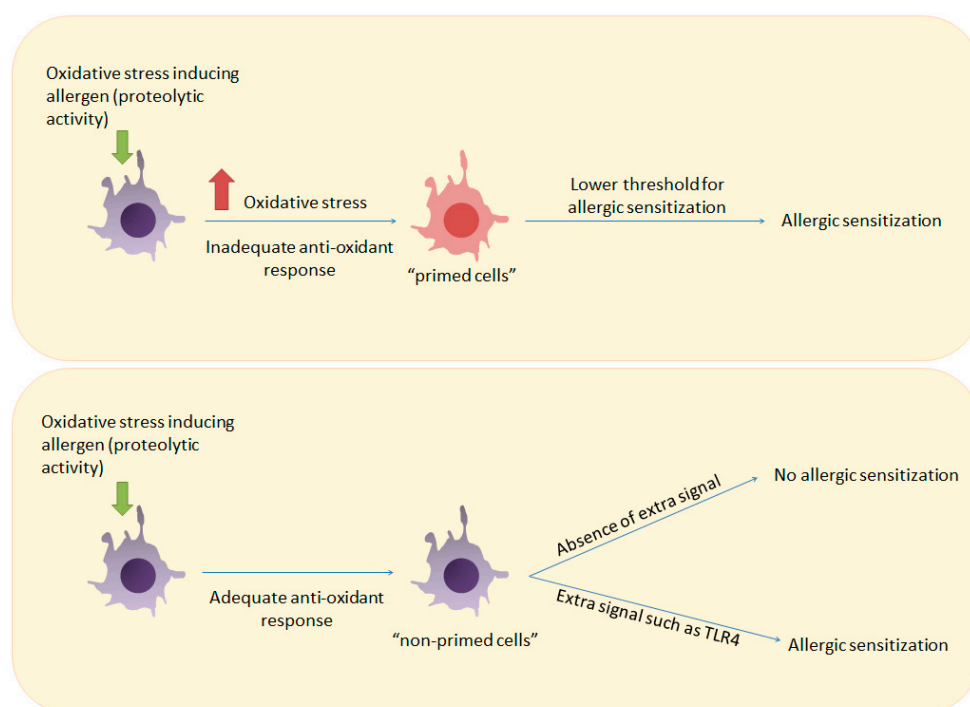 Oxidative stress inducing
allergen (proteolytic
activity)
Oxidative stress
Inadequate anti-oxidant
response
“primed cells”
Lower threshold for
allergic sensitization
Allergic sensitization
Oxidative stress inducing
allergen (proteolytic
activity)
Adequate anti-oxidant
response
“non-primed cells”
Absence of extra signal
No allergic sensitization
Extra signal such as TLR4
Allergic sensitization